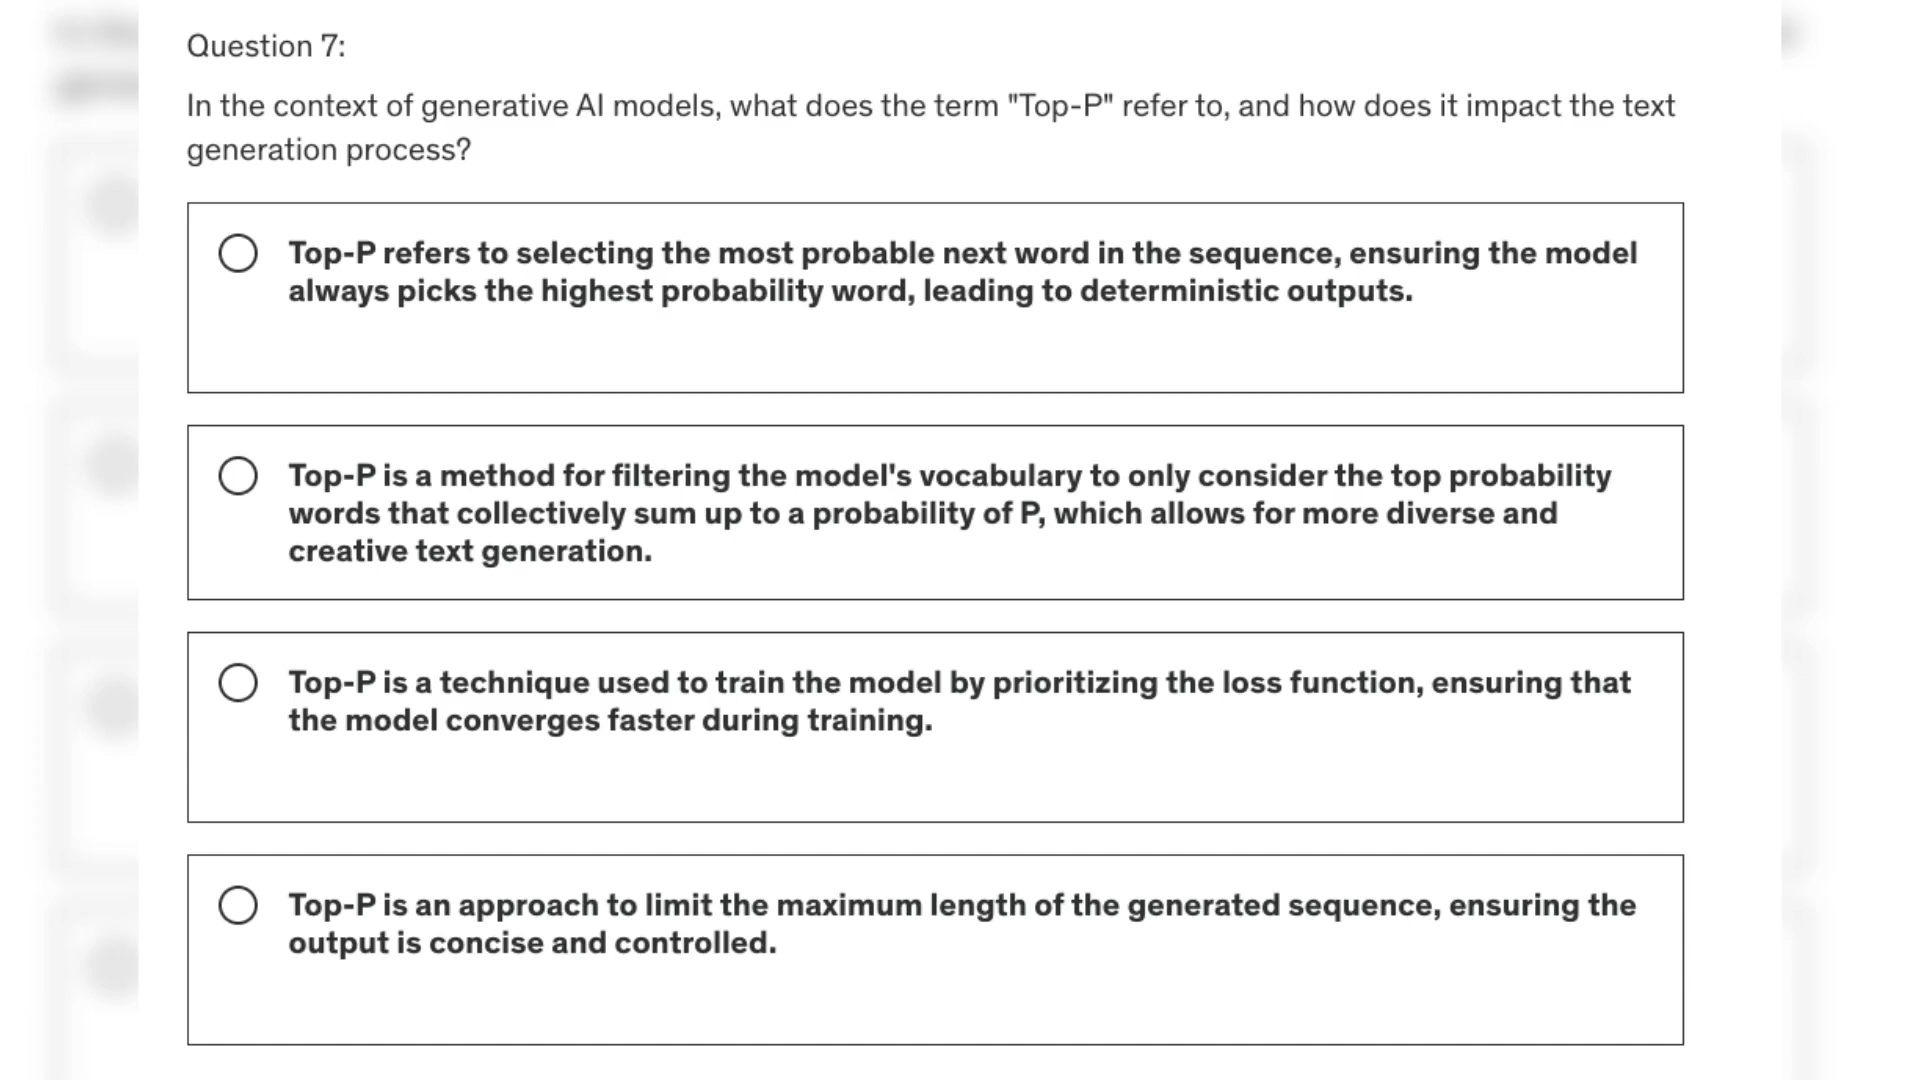 Question 7:
In the context of generative AI models, what does the term "Top-P" refer to, and how does it impact the text
generation process?
Top-P refers to selecting the most probable next word in the sequence, ensuring the model
always picks the highest probability word, leading to deterministic outputs.
Top-P is a method for filtering the model's vocabulary to only consider the top probability
words that collectively sum up to a probability of P, which allows for more diverse and
creative text generation.
Top-P is a technique used to train the model by prioritizing the loss function, ensuring that
the model converges faster during training.
Top-P is an approach to limit the maximum length of the generated sequence, ensuring the
output is concise and controlled.